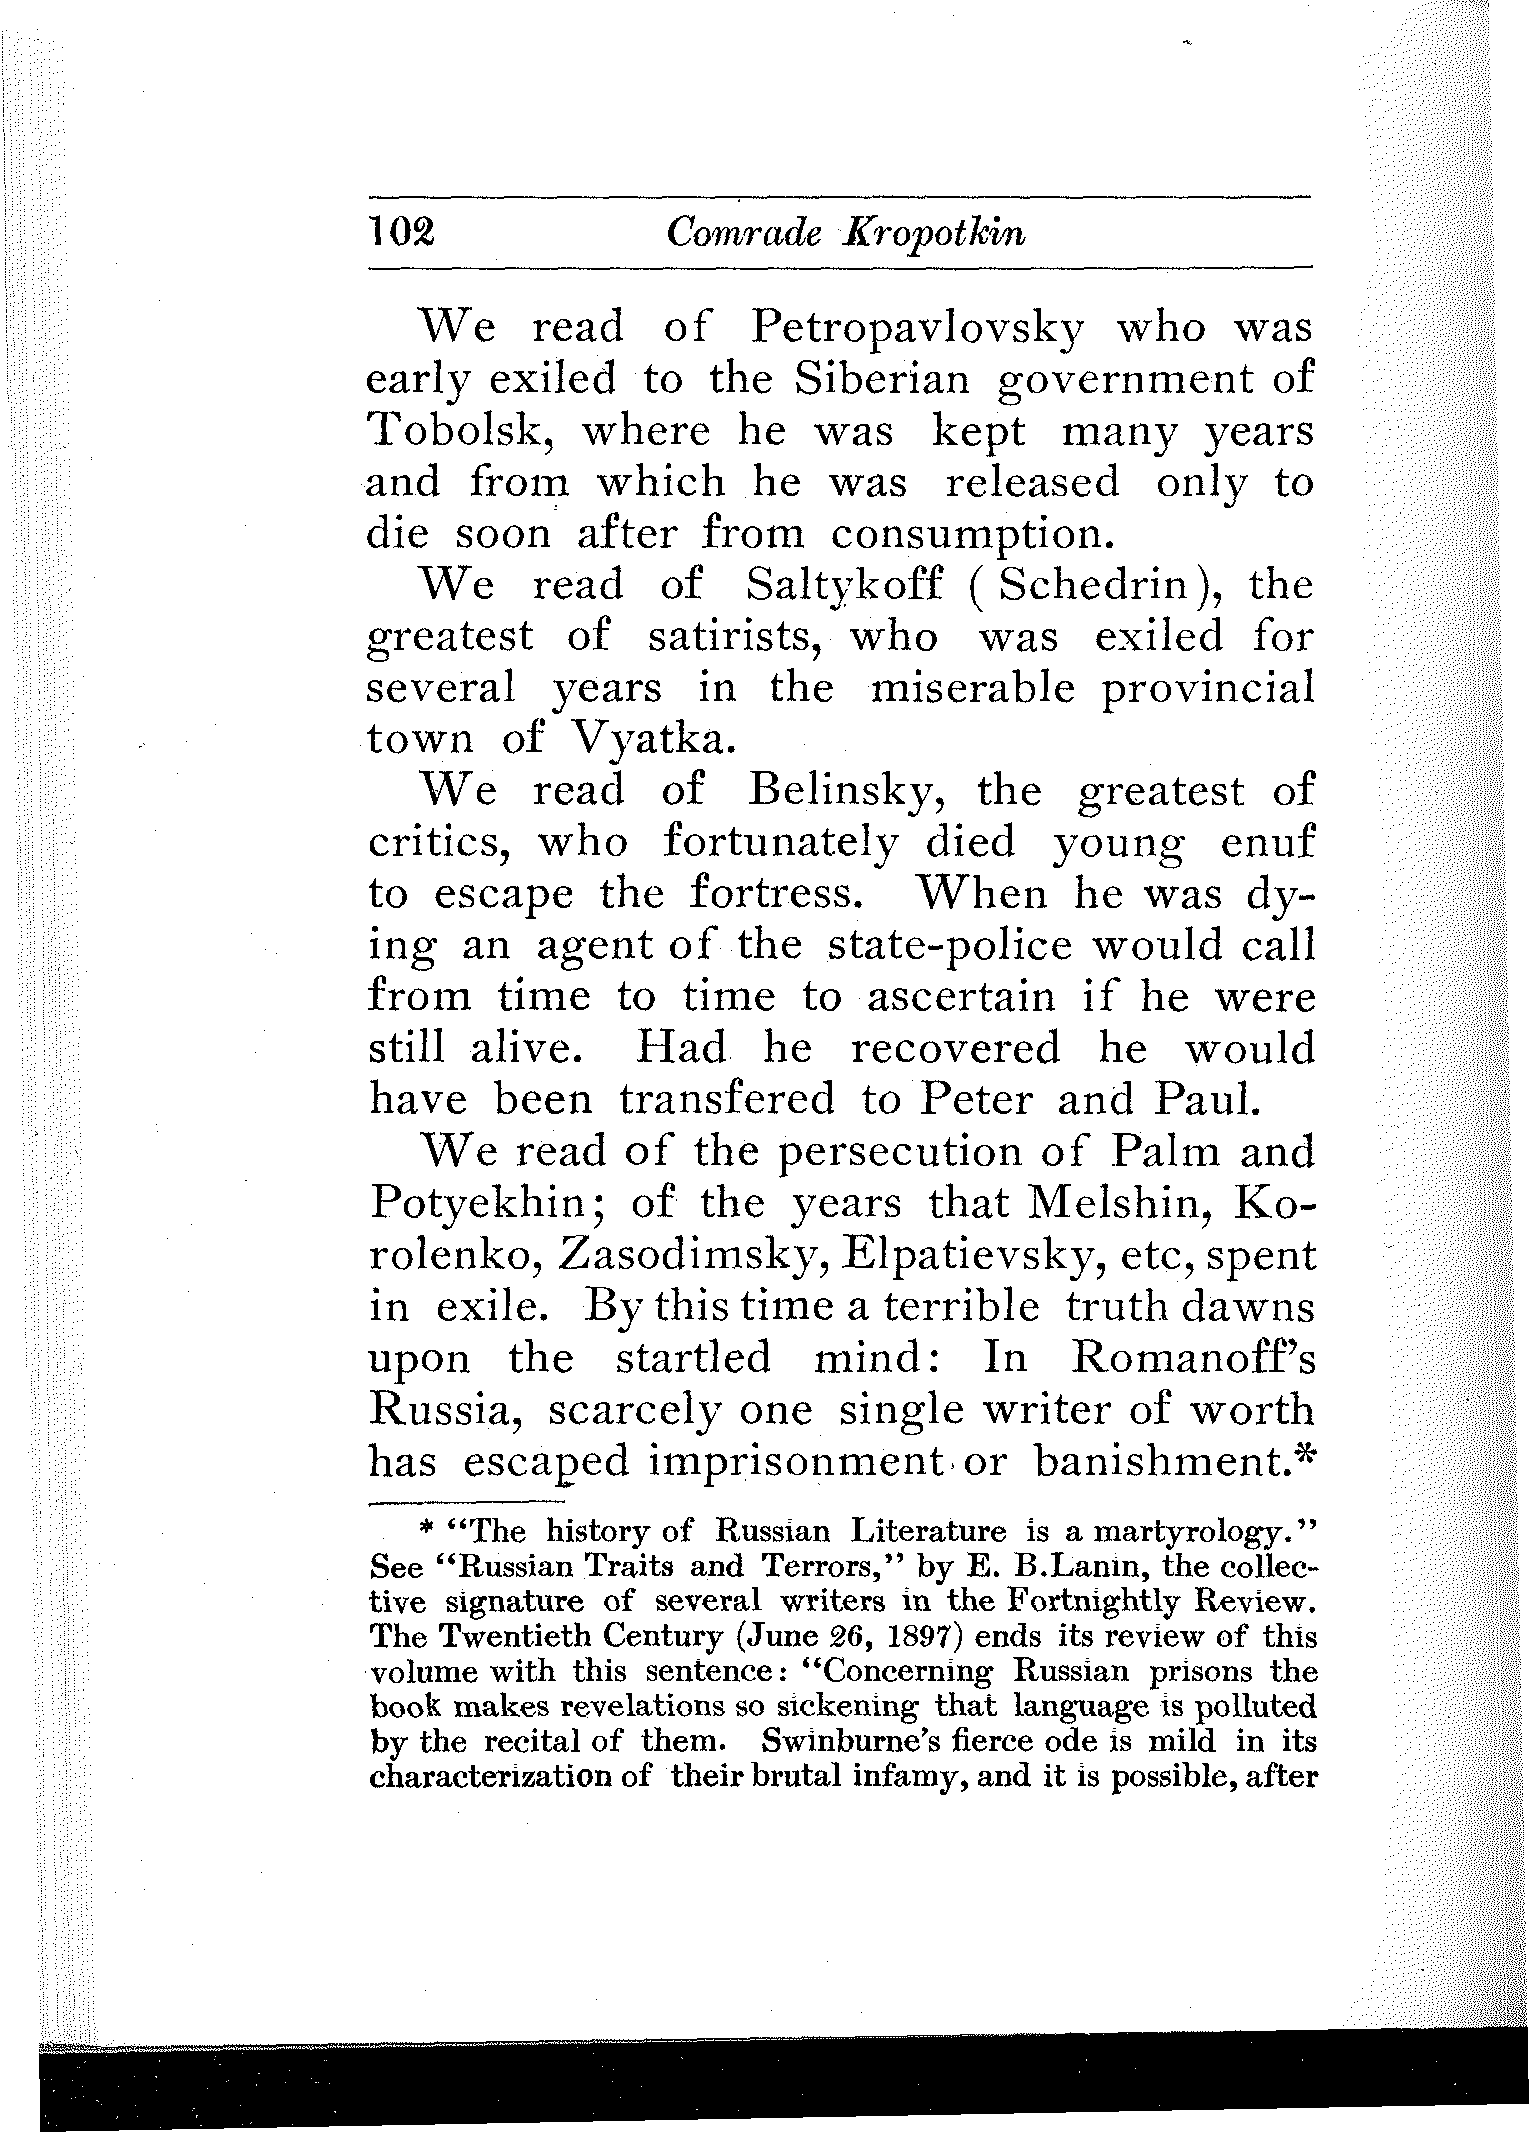 102 Comrade Kropotkin
We read of Petropavlovsky who was
early exiled to the Siberian government of
Tobolsk, where he was kept many years
and from which he was released only to
die soon after from consumption.
We read of Saltykoff ( Schedrin), the
greatest of satirists, who was exiled for
several years in the miserable provincial
town of Vyatka.
We read of Belinsky, the greatest of
critics, who fortunately died young enuf
to escape the fortress. When he was dy-
ing an agent of the state-police would call
from time to time to ascertain if he were
still alive. Had he recovered he would
have been transfered to Peter and Paul.
We read of the persecution of Palm and
Potyekhin; of the years that Melshin, Ko-
rolenko, Zasodimsky, Elpatievsky, etc, spent
in exile. By this time a terrible truth dawns
upon the startled mind: In Romanoff's
Russia, scarcely one single writer of worth
has escaped imprisonment or banishment.*
* "The history of Russian Literature is a martyrology."
See "Russian Traits and Terrors," by E. B.Lanin, the collec-
tive signature of several writers in the Fortnightly Review.
The Twentieth Century (June 26, 1897) ends its review of this
volume with this sentence: "Concerning Russian prisons the
book makes revelations so sickening that language is polluted
by the recital of them. Swinburne's fierce ode is mild in its
characterization of their brutal infamy, and it is possible, after